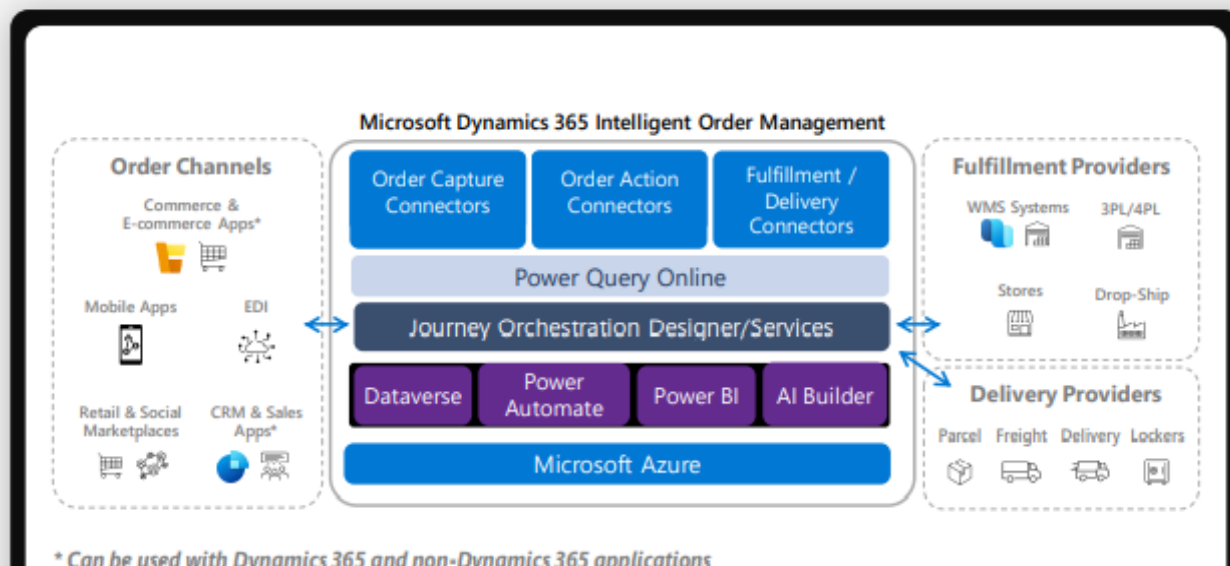 Microsoft Dynamics 365 Intelligent Order Management
Order Channels
Commerce &
E-commerce Apps*
Mobile Apps
EDI
Retail & Social
Marketplaces
CRM & Sales
Apps*
Order Capture
Connectors
Order Action
Connectors
Fulfillment /
Delivery
Connectors
Power Query Online
Journey Orchestration Designer/Services
Dataverse
Power
Automate
Power BI
AI Builder
Microsoft Azure
Fulfillment Providers
WMS Systems
3PL/4PL
Stores
Drop-Ship
Delivery Providers
Parcel
Freight
Delivery
Lockers
* Can be used with Dynamics 365 and non-Dynamics 365 applications